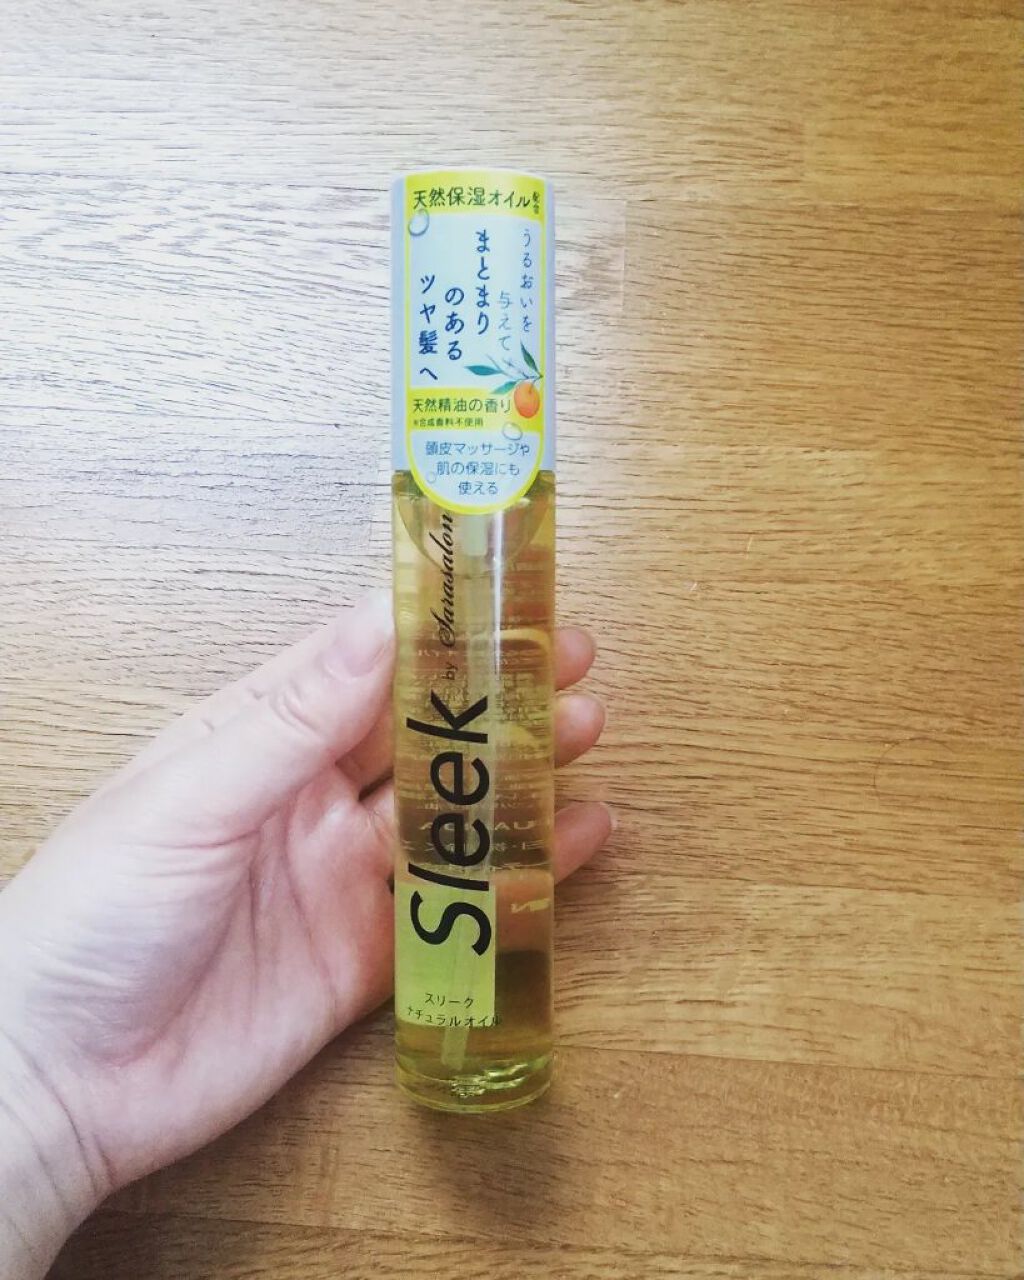 天然保湿オイル配合
うるおいを
与えて
まとまり
のある
ツヤ髪へ
天然精油の香り
※合成香料不使用
頭皮マッサージや
肌の保湿にも
使える
Sleek by Sarasalon
スリーク
ナチュラルオイル